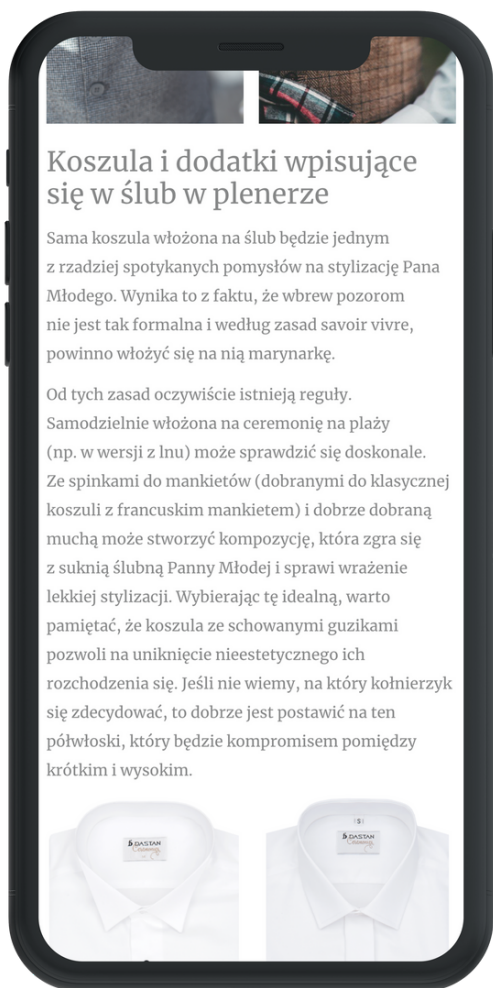 Koszula i dodatki wpisujące
się w ślub w plenerze
Sama koszula włożona na ślub będzie jednym
z rzadziej spotykanych pomysłów na stylizację Pana
Młodego. Wynika to z faktu, że wbrew pozorom
nie jest tak formalna i według zasad savoir vivre,
powinno włożyć się na nią marynarkę.
Od tych zasad oczywiście istnieją reguły.
Samodzielnie włożona na ceremonię na plaży
(np. w wersji z lnu) może sprawdzić się doskonale.
Ze spinkami do mankietów (dobranymi do klasycznej
koszuli z francuskim mankietem) i dobrze dobraną
muchą może stworzyć kompozycję, która zgra się
z suknią ślubną Panny Młodej i sprawi wrażenie
lekkiej stylizacji. Wybierając tę idealną, warto
pamiętać, że koszula ze schowanymi guzikami
pozwoli na uniknięcie nieestetycznego ich
rozchodzenia się. Jeśli nie wiemy, na który kołnierzyk
się zdecydować, to dobrze jest postawić na ten
półwłoski, który będzie kompromisem pomiędzy
krótkim i wysokim.
DASTAN
DASTAN